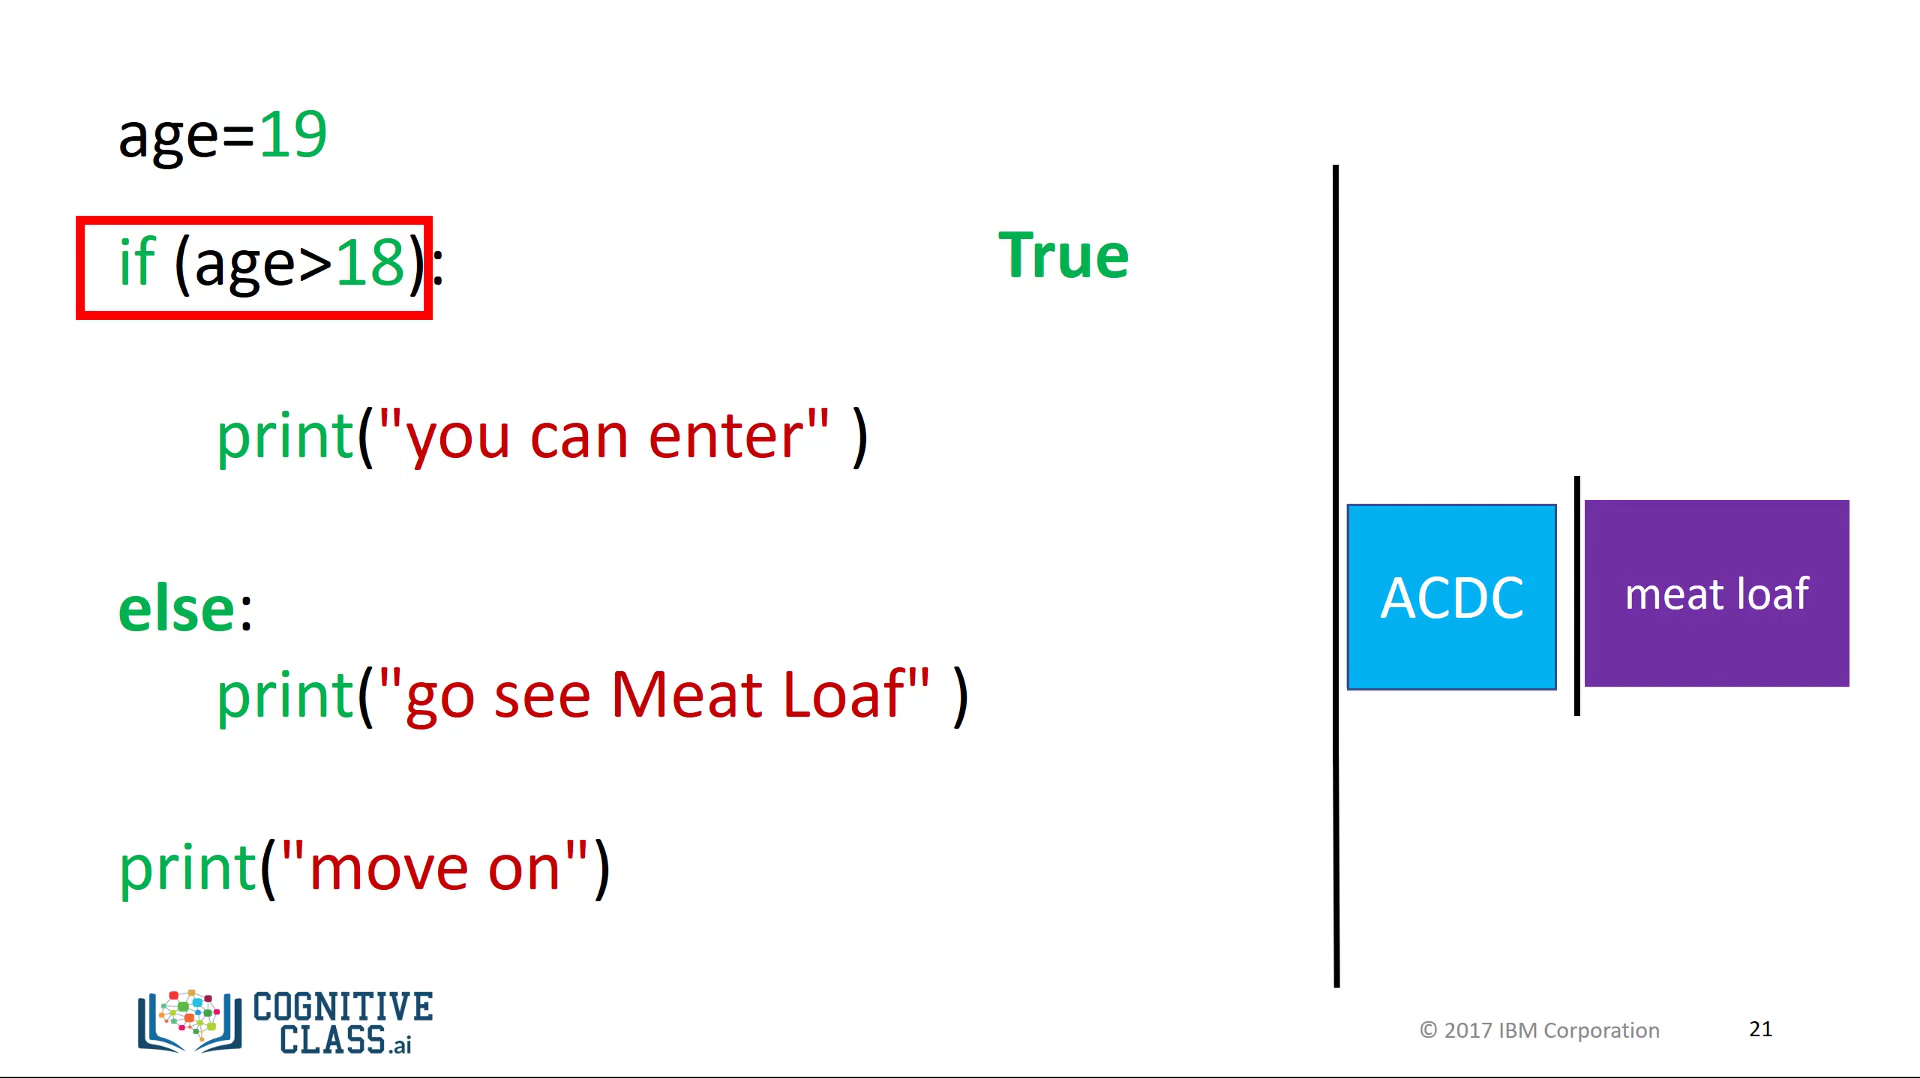 age=19
if (age>18):
True
print("you can enter" )
else:
print("go see Meat Loaf" )
print("move on")
ACDC
meat loaf
COGNITIVE
CLASS.ai
© 2017 IBM Corporation
21